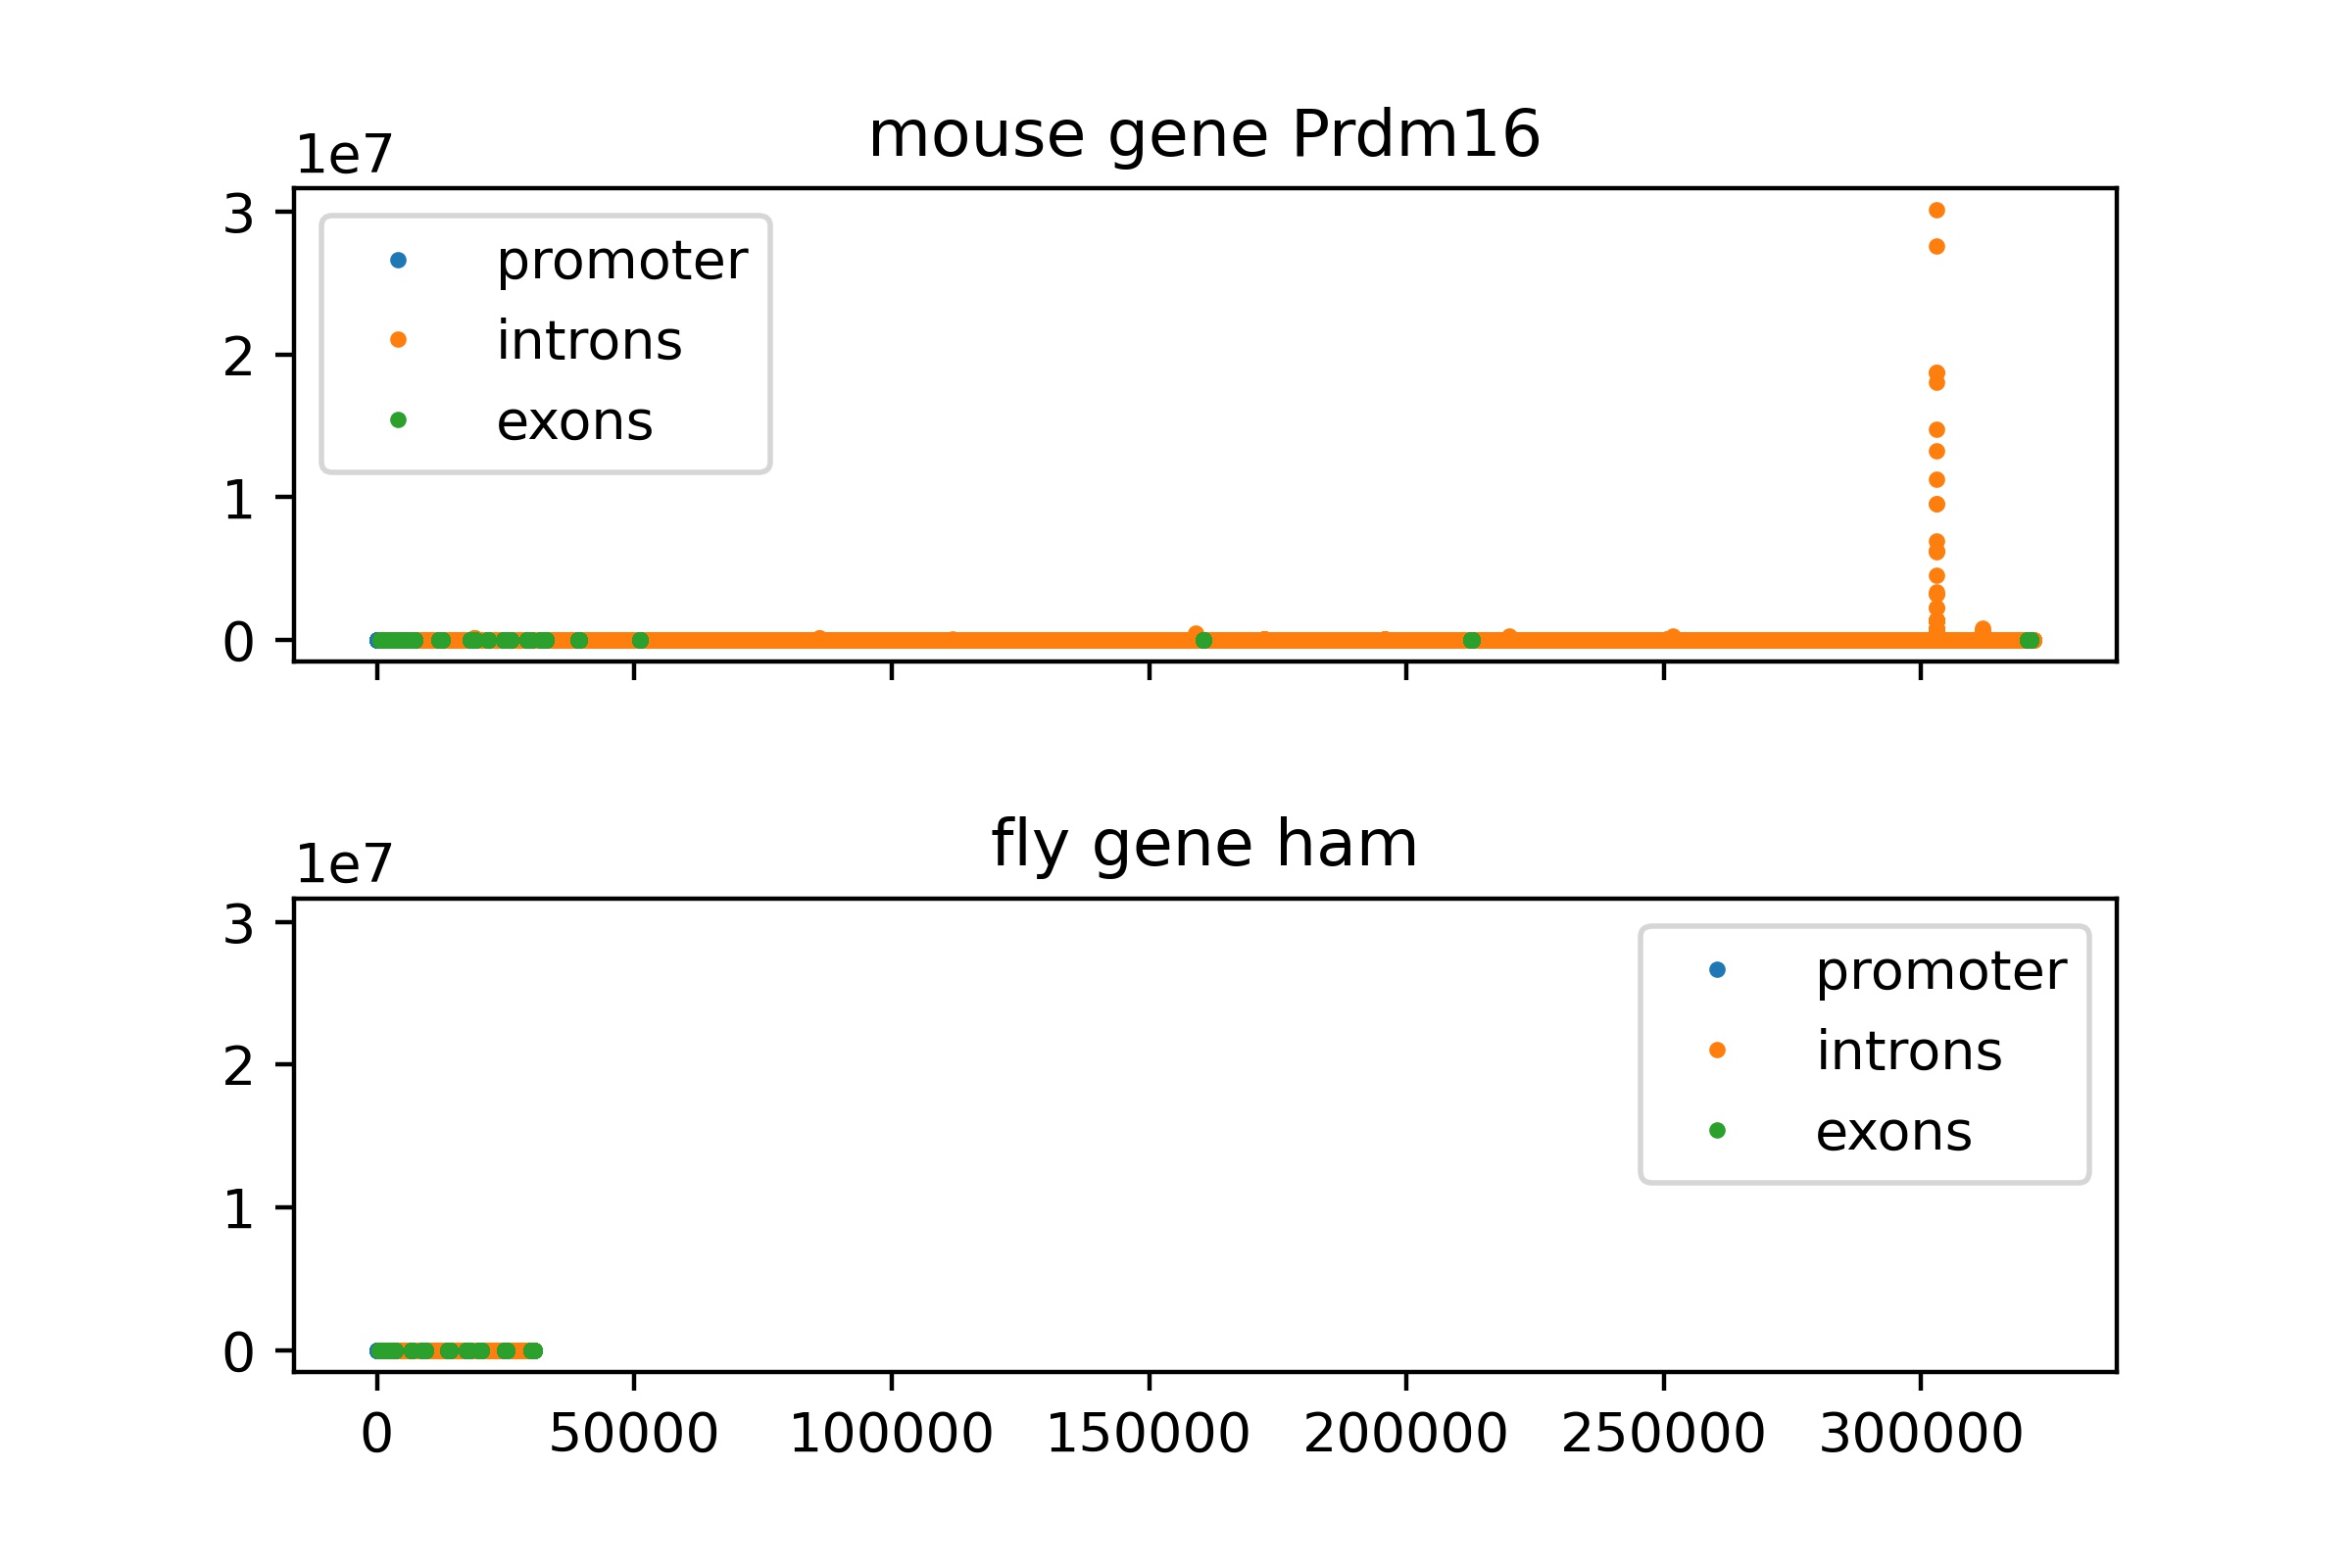 mouse gene Prdm16
1e7
3
2
1
0
promoter
introns
exons
fly gene ham
1e7
3
2
1
0
promoter
introns
exons
0 50000 100000 150000 200000 250000 300000